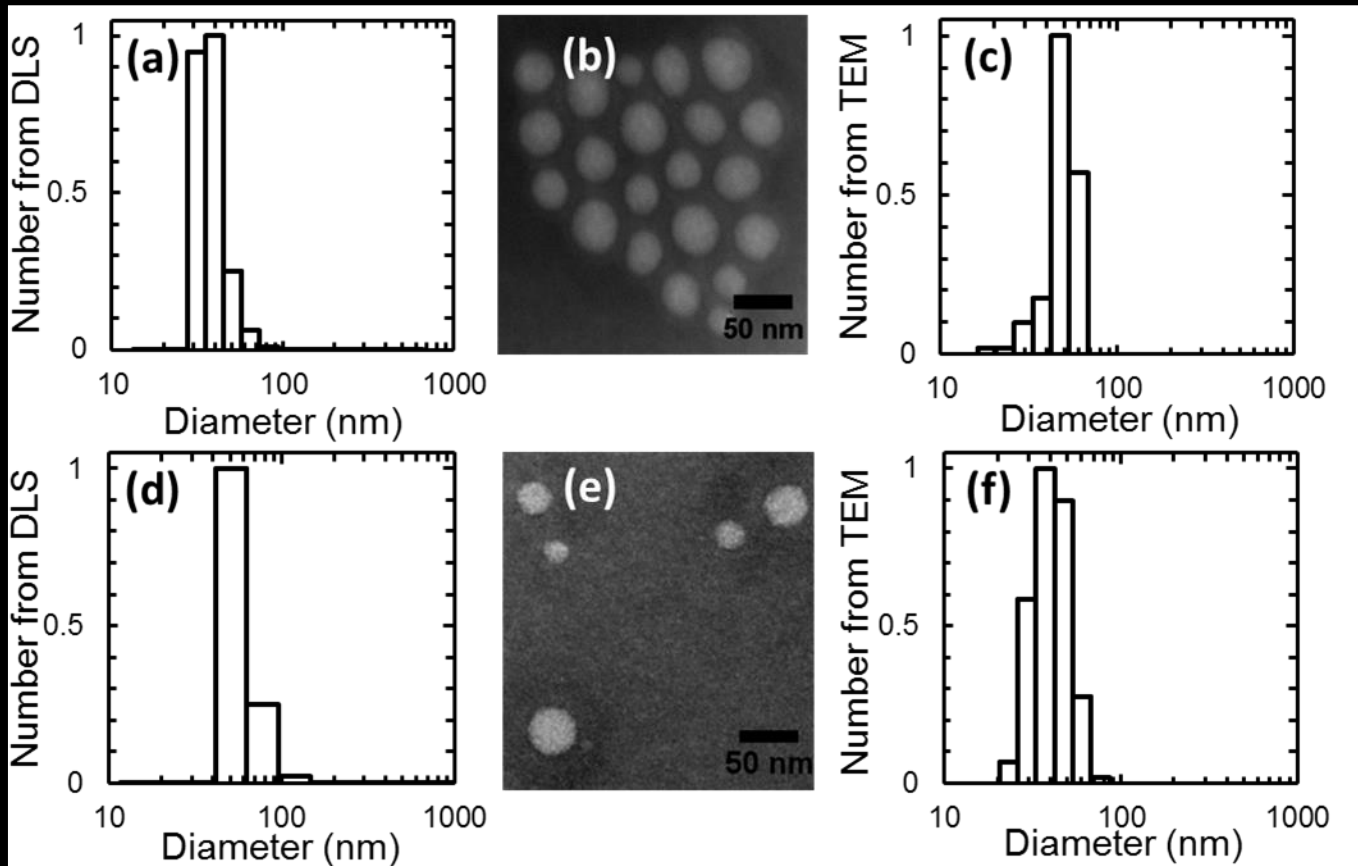 (a)
Number from DLS
1
0.5
0
10 100 1000
Diameter (nm)
(b)
50 nm
(c)
Number from TEM
1
0.5
0
10 100 1000
Diameter (nm)
(d)
Number from DLS
1
0.5
0
10 100 1000
Diameter (nm)
(e)
50 nm
(f)
Number from TEM
1
0.5
0
10 100 1000
Diameter (nm)